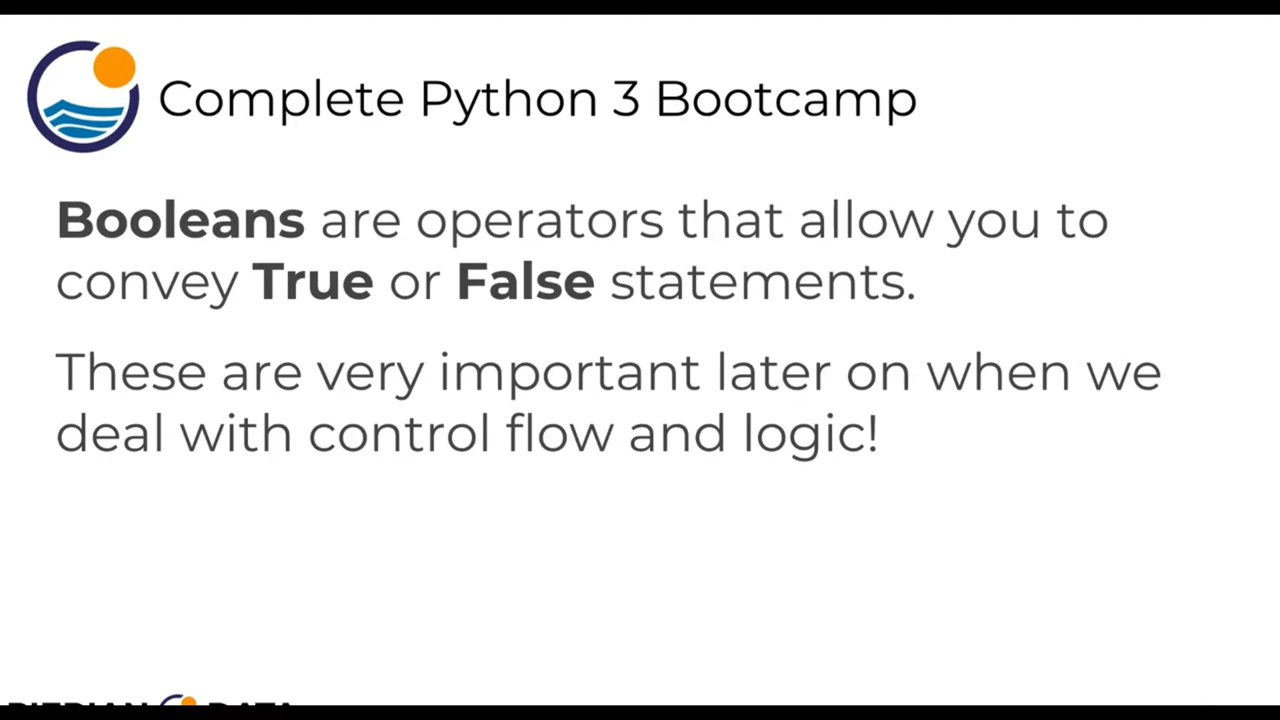 Complete Python 3 Bootcamp
Booleans are operators that allow you to
convey True or False statements.
These are very important later on when we
deal with control flow and logic!
PIERIAN DATA